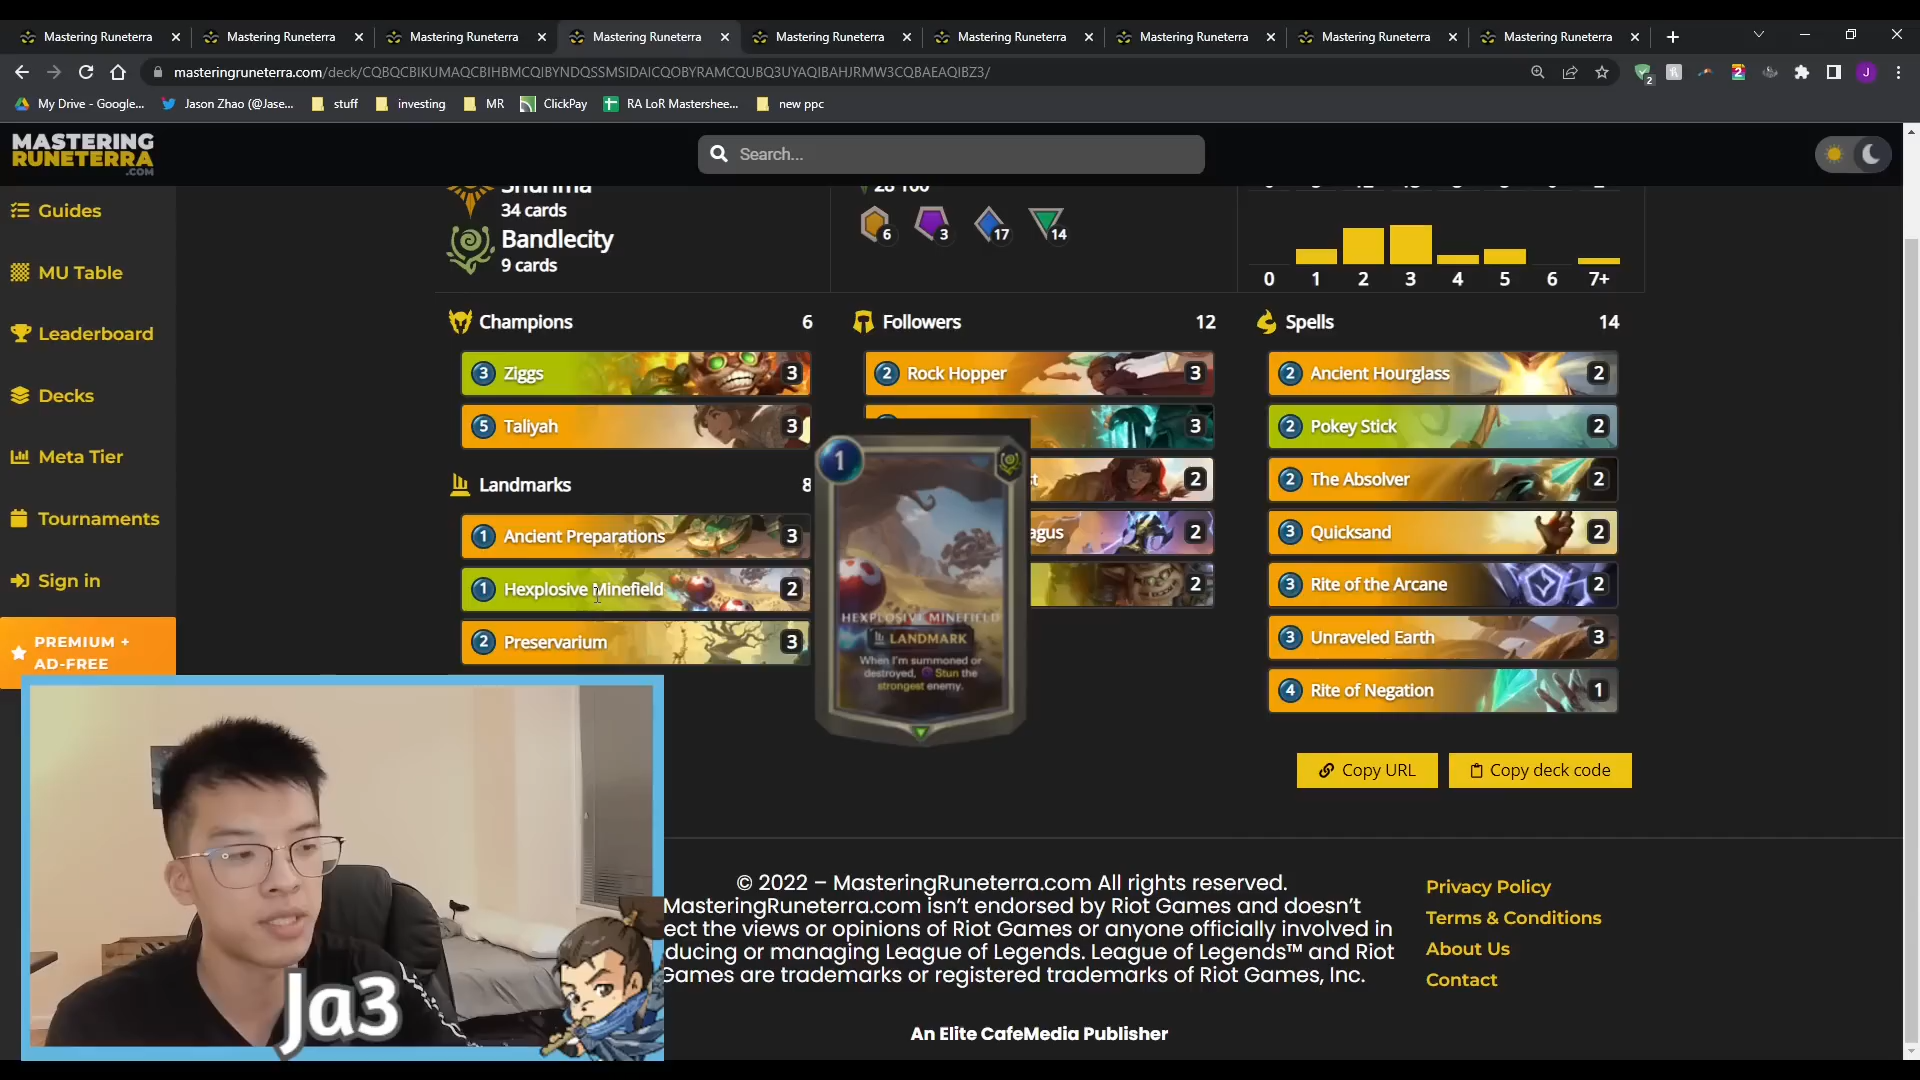 Mastering Runeterra
Mastering Runeterra
Mastering Runeterra
Mastering Runeterra
Mastering Runeterra
Mastering Runeterra
Mastering Runeterra
Mastering Runeterra
Mastering Runeterra
masteringruneterra.com/deck/CQBQCBIKUMAQCBIHBMCQIBYNDQSSMSIDAICQOBYRAMCQUBQ3UYAQIBAHJRMW3CQBAEAQIBZ3/
2
2
J
My Drive - Google...
Jason Zhao (@Jase...
stuff
investing
MR
ClickPay
RA LoR Mastershee...
new ppc
MASTERING
RUNETERRA
.COM
Search...
Guides
MU Table
Leaderboard
Decks
Meta Tier
Tournaments
Sign in
PREMIUM +
AD-FREE
Shurima
34 cards
Bandlecity
9 cards
6 3 17 14
0 1 2 3 4 5 6 7+
Champions 6
3 Ziggs 3
5 Taliyah 3
Landmarks 8
1 Ancient Preparations 3
1 Hexplosive Minefield 2
2 Preservarium 3
Followers 12
2 Rock Hopper 3
3
2
agus 2
2
1
HEXPLOSIVE MINEFIELD
LANDMARK
When I'm summoned or
destroyed, Stun the
strongest enemy.
Spells 14
2 Ancient Hourglass 2
2 Pokey Stick 2
2 The Absolver 2
3 Quicksand 2
3 Rite of the Arcane 2
3 Unraveled Earth 3
4 Rite of Negation 1
Copy URL
Copy deck code
© 2022 – MasteringRuneterra.com All rights reserved.
MasteringRuneterra.com isn't endorsed by Riot Games and doesn't
ect the views or opinions of Riot Games or anyone officially involved in
ducing or managing League of Legends. League of Legends™ and Riot
Games are trademarks or registered trademarks of Riot Games, Inc.
Privacy Policy
Terms & Conditions
About Us
Contact
An Elite CafeMedia Publisher
Ja3